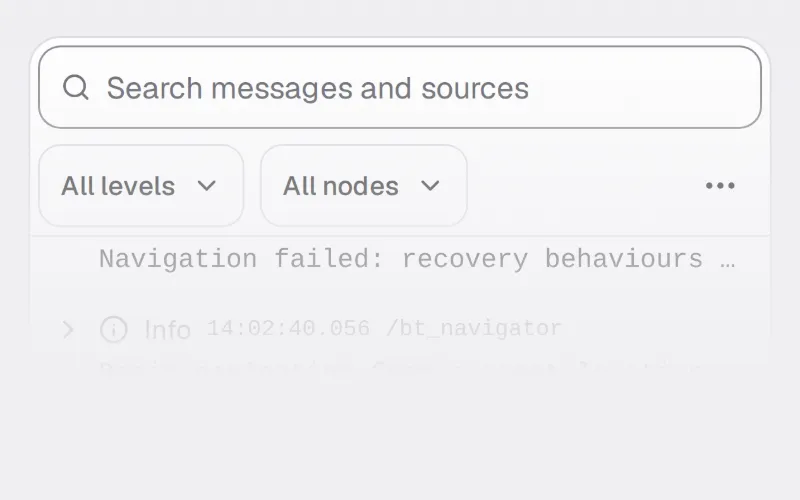 Search messages and sources
All levels
All nodes
Navigation failed: recovery behaviours …
Info 14:02:40.056 /bt_navigator